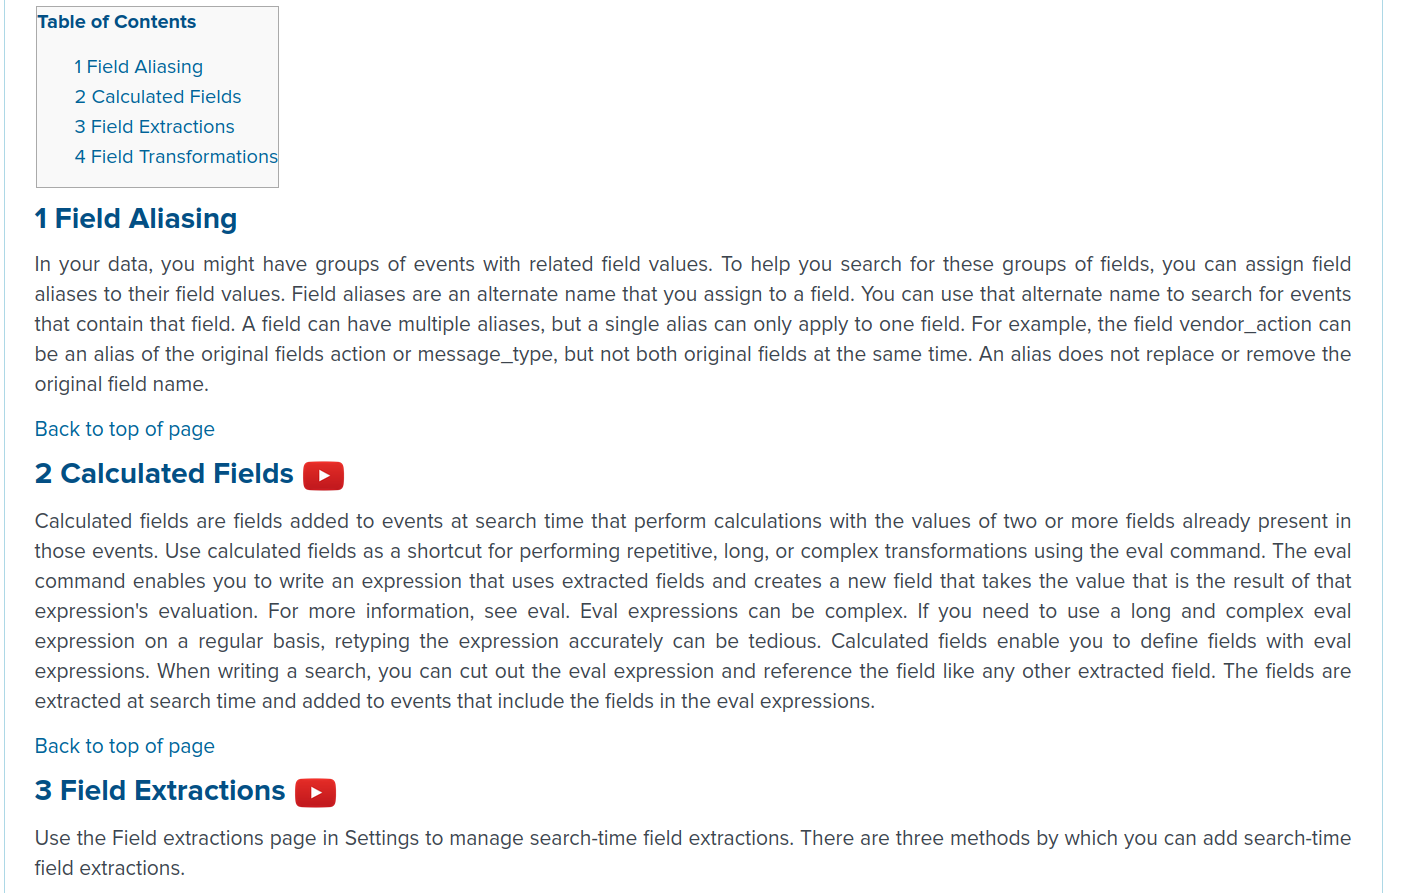 Table of Contents
1 Field Aliasing
2 Calculated Fields
3 Field Extractions
4 Field Transformations
1 Field Aliasing
In your data, you might have groups of events with related field values. To help you search for these groups of fields, you can assign field
aliases to their field values. Field aliases are an alternate name that you assign to a field. You can use that alternate name to search for events
that contain that field. A field can have multiple aliases, but a single alias can only apply to one field. For example, the field vendor_action can
be an alias of the original fields action or message_type, but not both original fields at the same time. An alias does not replace or remove the
original field name.
Back to top of page
2 Calculated Fields
Calculated fields are fields added to events at search time that perform calculations with the values of two or more fields already present in
those events. Use calculated fields as a shortcut for performing repetitive, long, or complex transformations using the eval command. The eval
command enables you to write an expression that uses extracted fields and creates a new field that takes the value that is the result of that
expression's evaluation. For more information, see eval. Eval expressions can be complex. If you need to use a long and complex eval
expression on a regular basis, retyping the expression accurately can be tedious. Calculated fields enable you to define fields with eval
expressions. When writing a search, you can cut out the eval expression and reference the field like any other extracted field. The fields are
extracted at search time and added to events that include the fields in the eval expressions.
Back to top of page
3 Field Extractions
Use the Field extractions page in Settings to manage search-time field extractions. There are three methods by which you can add search-time
field extractions.